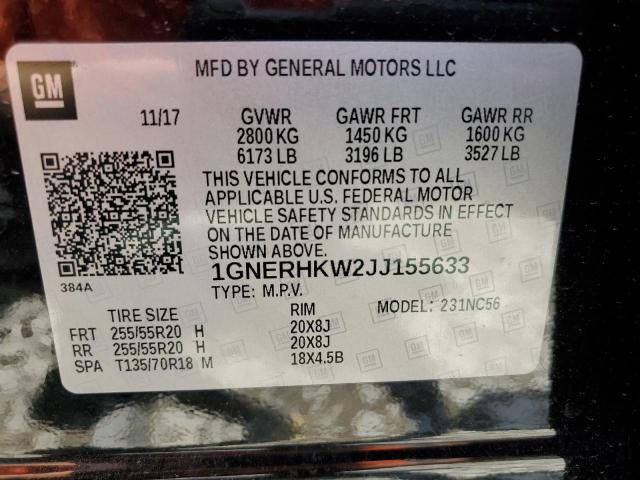 GM
MFD BY GENERAL MOTORS LLC
11/17 GVWR GAWR FRT GAWR RR
2800 KG 1450 KG 1600 KG
6173 LB 3196 LB 3527 LB
THIS VEHICLE CONFORMS TO ALL
APPLICABLE U.S. FEDERAL MOTOR
VEHICLE SAFETY STANDARDS IN EFFECT
ON THE DATE OF MANUFACTURE
SHOWN ABOVE.
1GNERHKW2JJ155633
384A
TYPE: M.P.V. MODEL: 231NC56
TIRE SIZE RIM
FRT 255/55R20 H 20X8J
RR 255/55R20 H 20X8J
SPA T135/70R18 M 18X4.5B